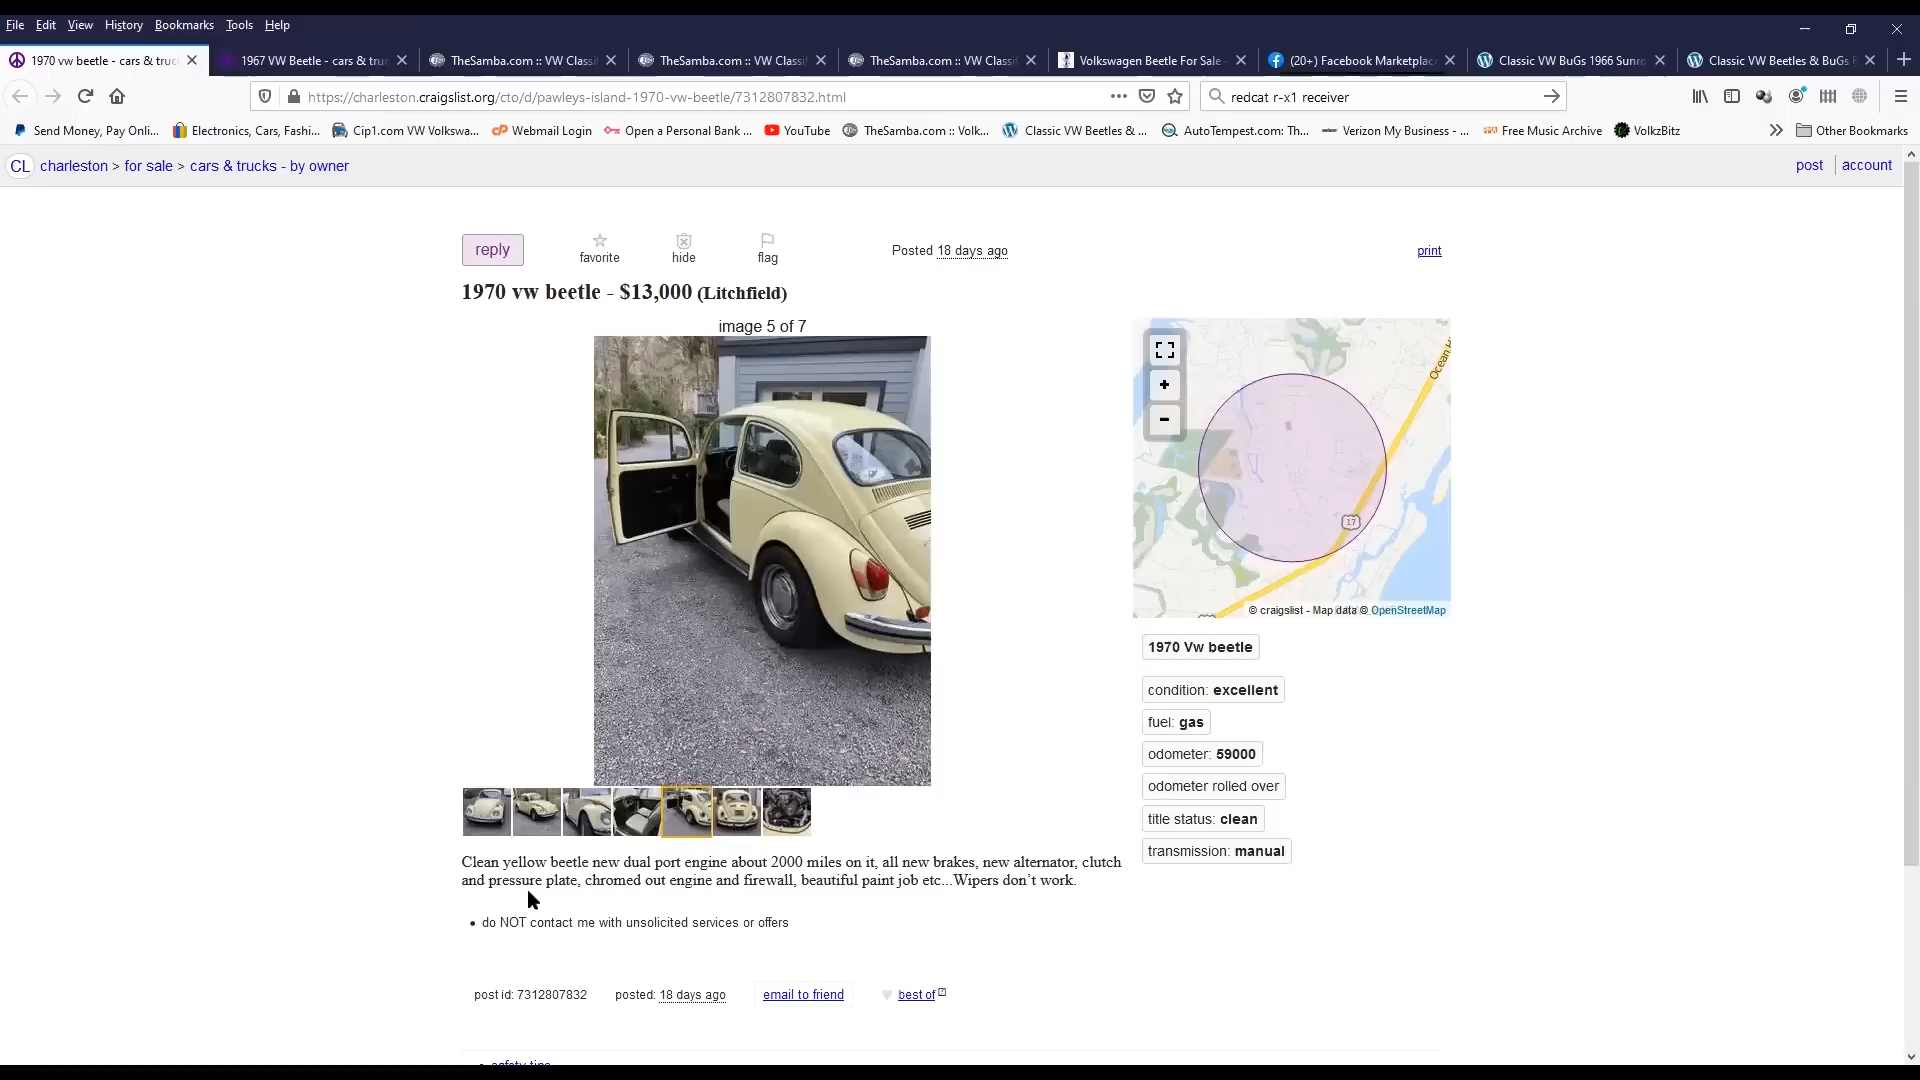 File Edit View History Bookmarks Tools Help
1970 vw beetle - cars & truc
1967 VW Beetle - cars & tru
TheSamba.com :: VW Classi
TheSamba.com :: VW Classi
TheSamba.com :: VW Classi
Volkswagen Beetle For Sale -
(20+) Facebook Marketplace
Classic VW BuGs 1966 Sunro
Classic VW Beetles & BuGs R
https://charleston.craigslist.org/cto/d/pawleys-island-1970-vw-beetle/7312807832.html
redcat r-x1 receiver
Send Money, Pay Onli...
Electronics, Cars, Fashi...
Cip1.com VW Volkswa...
Webmail Login
Open a Personal Bank ...
YouTube
TheSamba.com :: Volk...
Classic VW Beetles & ...
AutoTempest.com: Th...
Verizon My Business - ...
Free Music Archive
VolkzBitz
Other Bookmarks
CL charleston > for sale > cars & trucks - by owner
post account
reply
favorite
hide
flag
Posted 18 days ago
print
1970 vw beetle - $13,000 (Litchfield)
image 5 of 7
+
-
Ocean H
17
© craigslist - Map data © OpenStreetMap
1970 Vw beetle
condition: excellent
fuel: gas
odometer: 59000
odometer rolled over
title status: clean
transmission: manual
Clean yellow beetle new dual port engine about 2000 miles on it, all new brakes, new alternator, clutch
and pressure plate, chromed out engine and firewall, beautiful paint job etc...Wipers don’t work.
• do NOT contact me with unsolicited services or offers
post id: 7312807832
posted: 18 days ago
email to friend
best of
safety tips